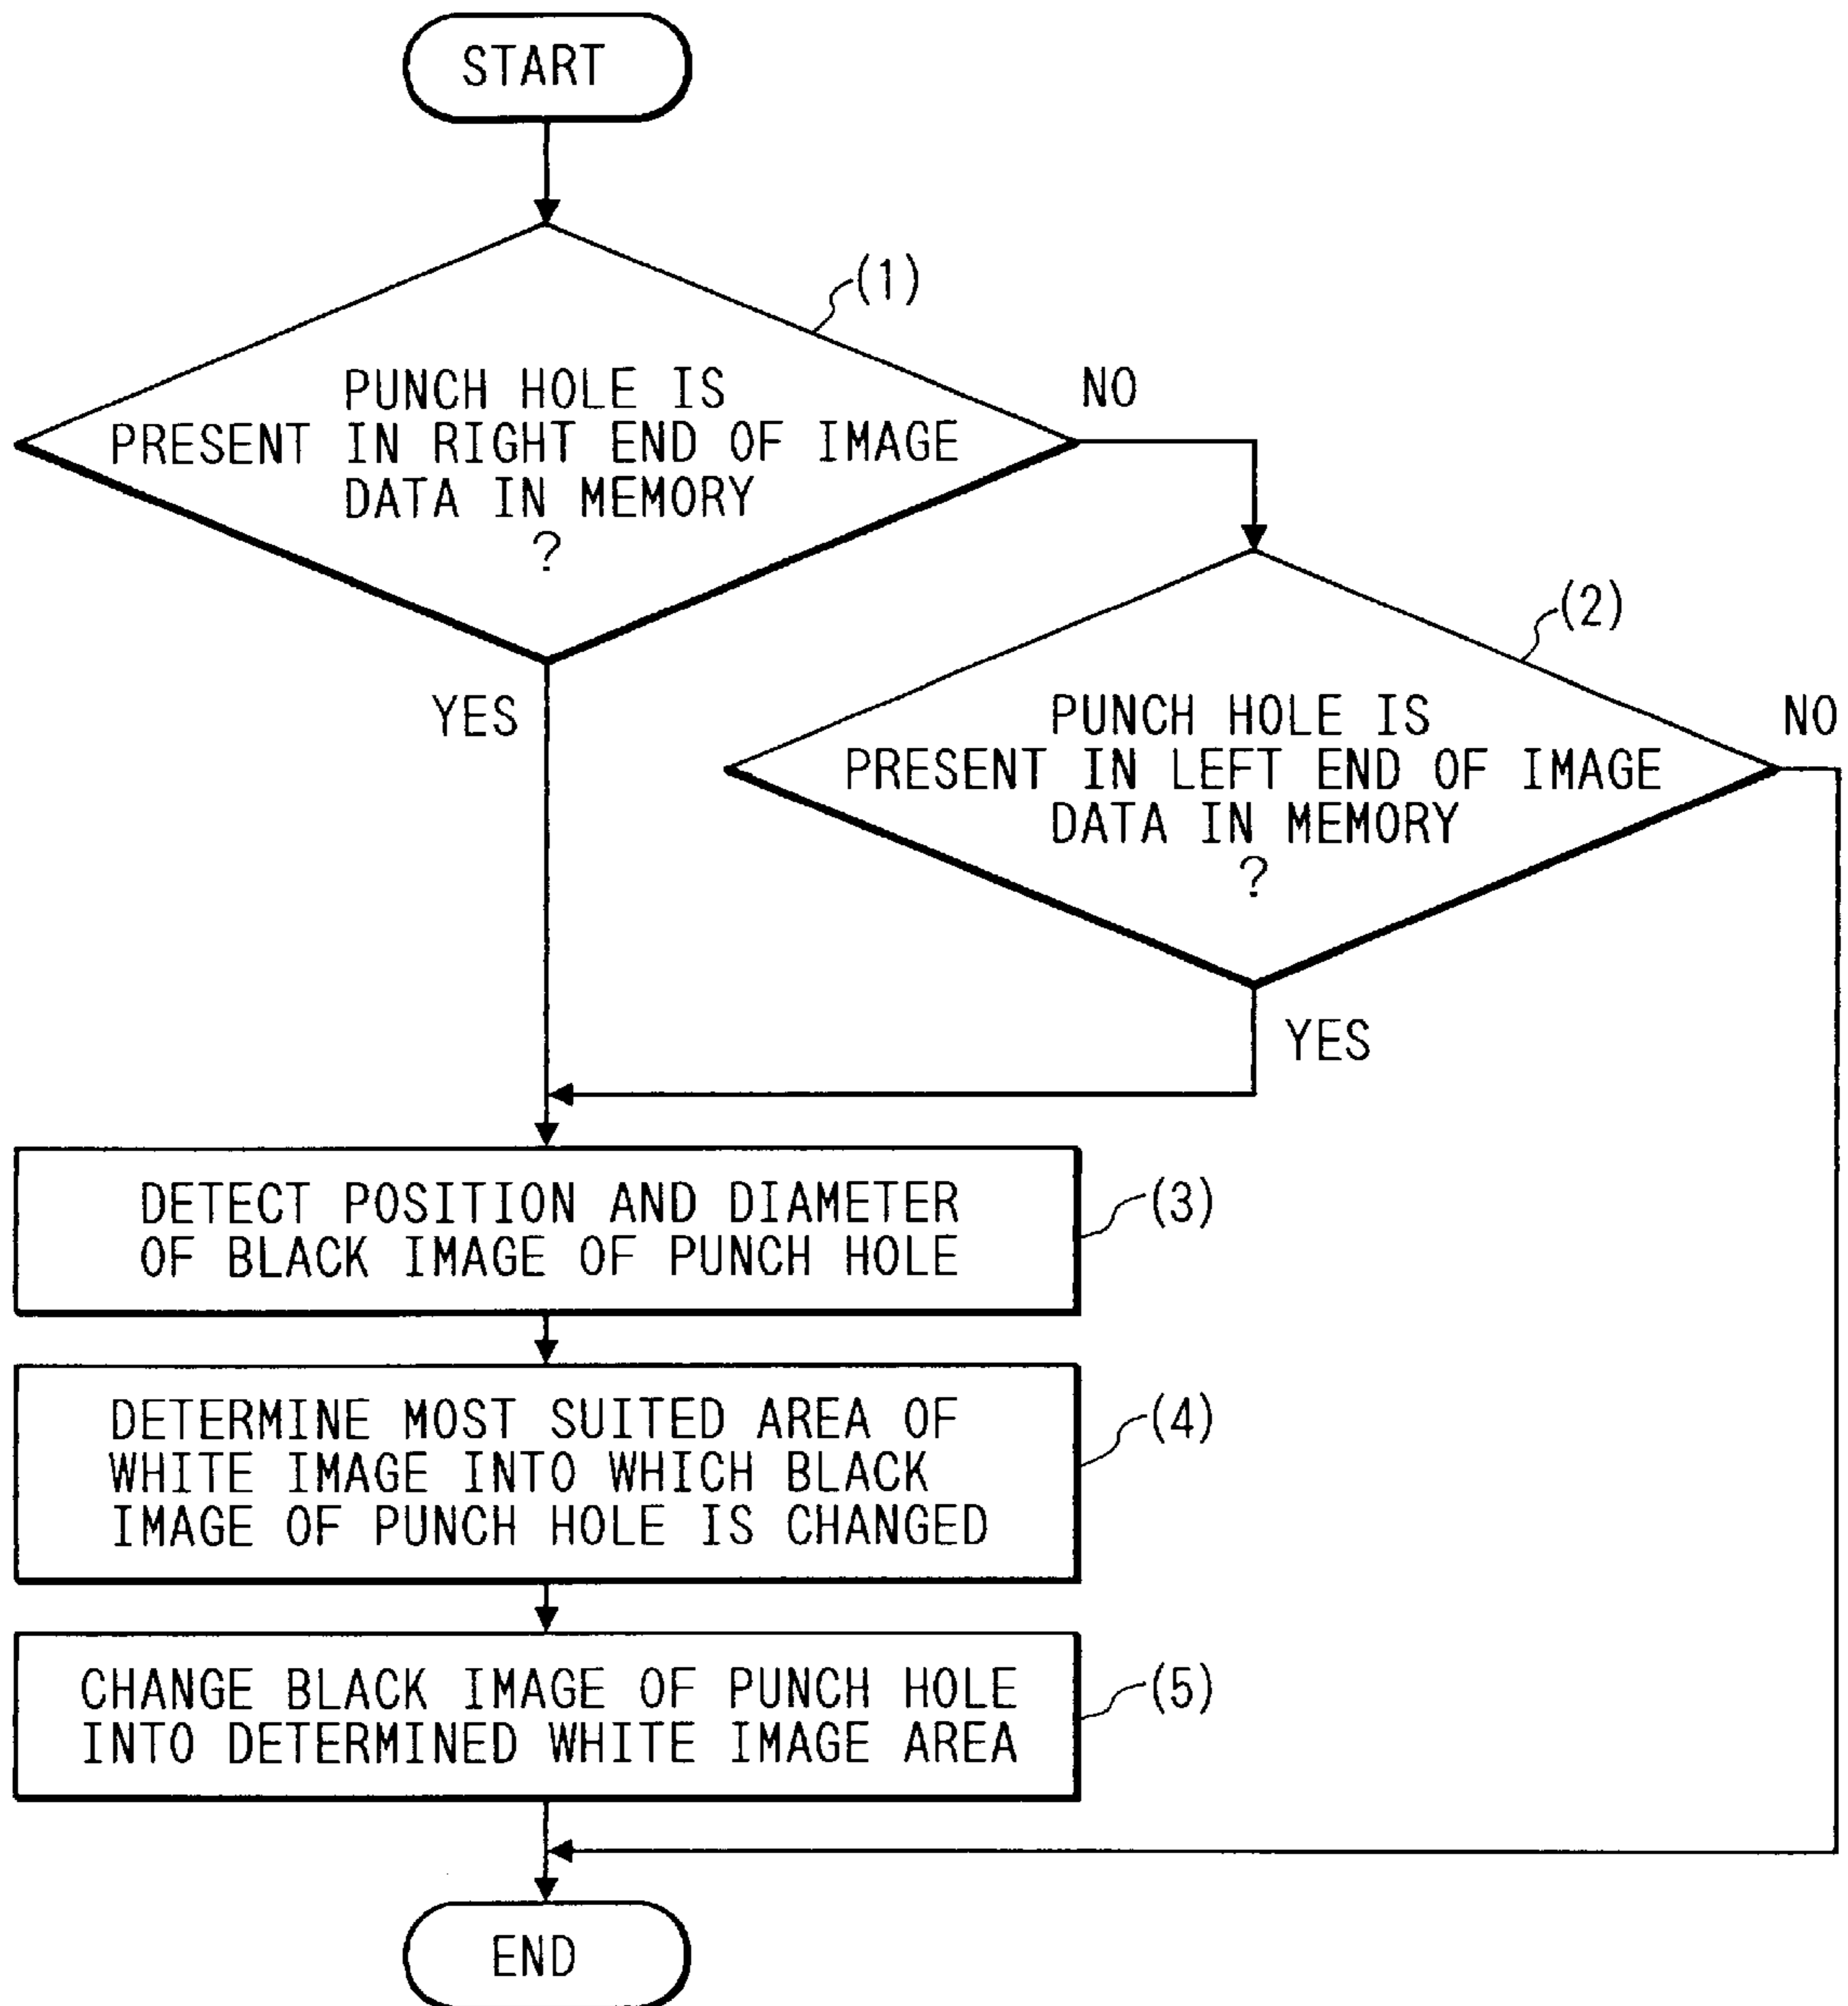 START
(1)
PUNCH HOLE IS
PRESENT IN RIGHT END OF IMAGE
DATA IN MEMORY
?
NO
YES
(2)
PUNCH HOLE IS
PRESENT IN LEFT END OF IMAGE
DATA IN MEMORY
?
NO
YES
DETECT POSITION AND DIAMETER
OF BLACK IMAGE OF PUNCH HOLE
(3)
DETERMINE MOST SUITED AREA OF
WHITE IMAGE INTO WHICH BLACK
IMAGE OF PUNCH HOLE IS CHANGED
(4)
CHANGE BLACK IMAGE OF PUNCH HOLE
INTO DETERMINED WHITE IMAGE AREA
(5)
END